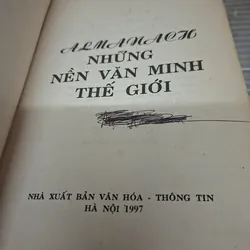 ALMANACH
NHỮNG
NỀN VĂN MINH
THẾ GIỚI
NHÀ XUẤT BẢN VĂN HÓA - THÔNG TIN
HÀ NỘI 1997